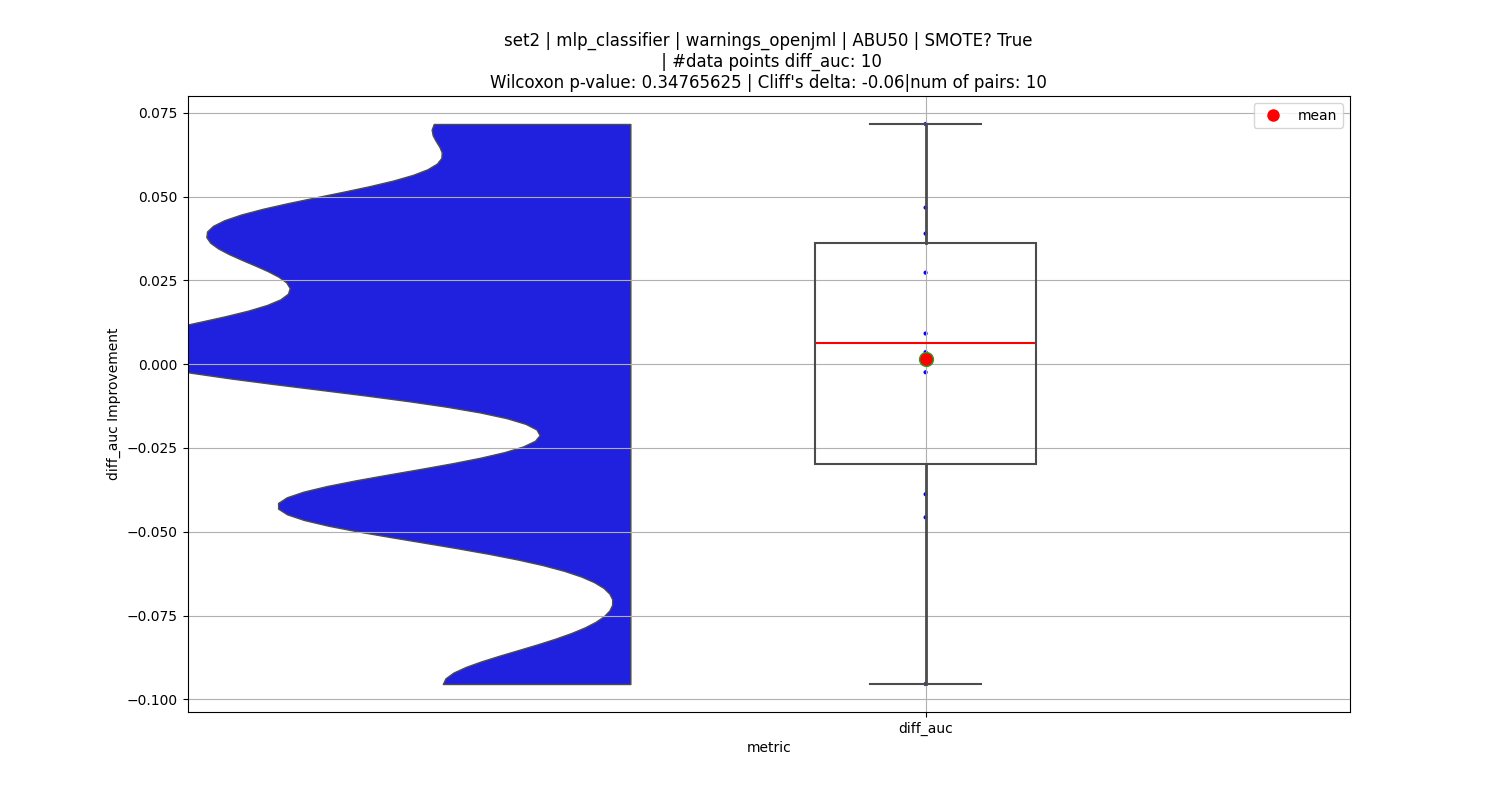 set2 | mlp_classifier | warnings_openjml | ABU50 | SMOTE? True
| #data points diff_auc: 10
Wilcoxon p-value: 0.34765625 | Cliff's delta: -0.06|num of pairs: 10
mean
0.075
0.050
0.025
0.000
−0.025
−0.050
−0.075
−0.100
diff_auc Improvement
diff_auc
metric